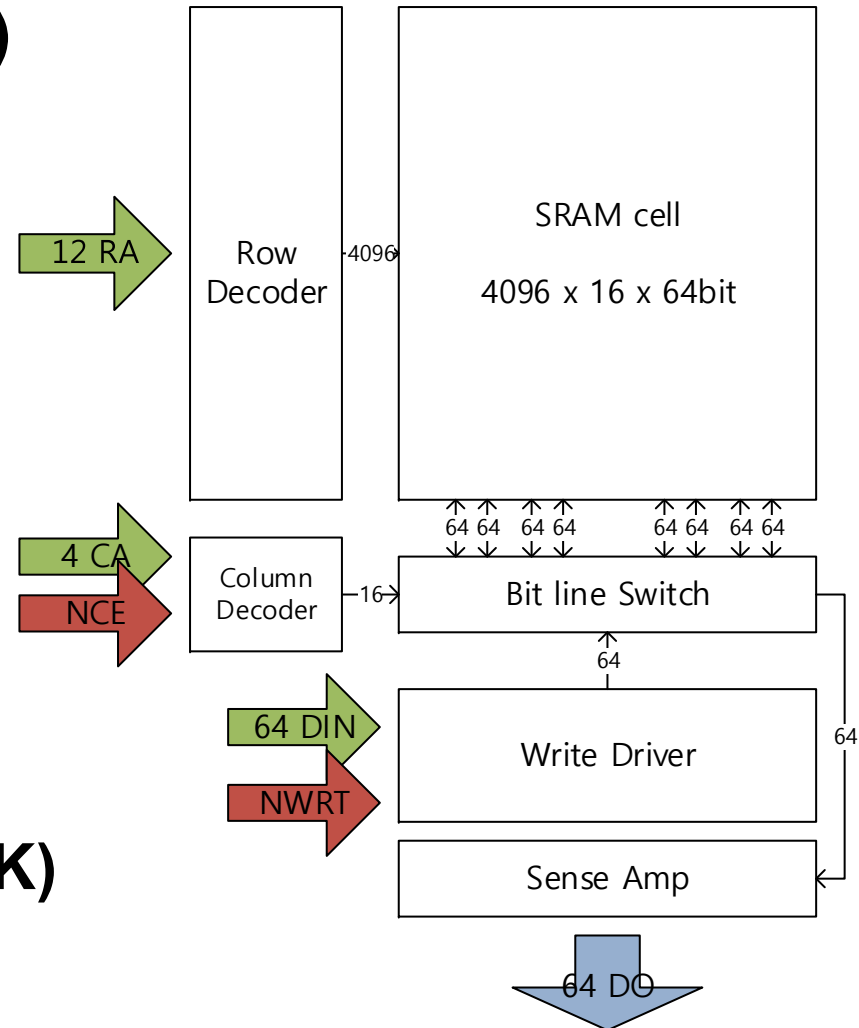 )
12 RA
Row
Decoder
4096
SRAM cell
4096 x 16 x 64bit
64 64 64 64 64 64 64 64
4 CA
NCE
Column
Decoder
16
Bit line Switch
64
64 DIN
NWRT
Write Driver
64
K)
Sense Amp
64 DO